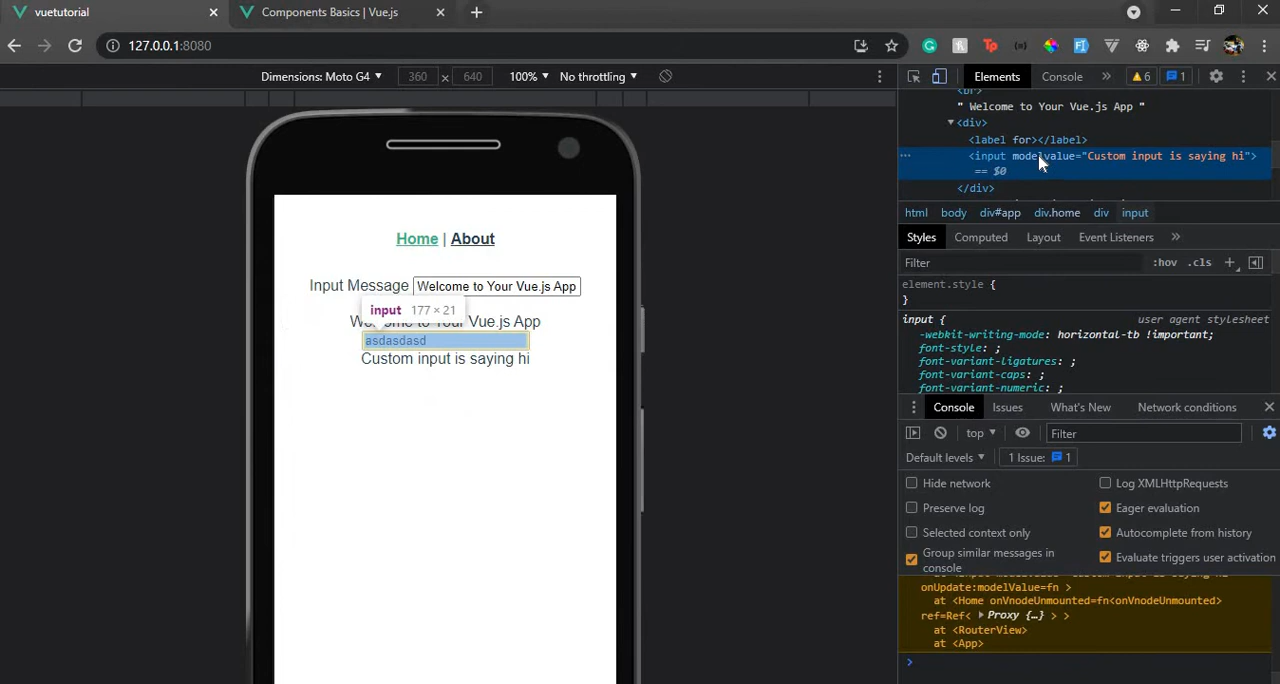 vuetutorial
Components Basics | Vue.js
127.0.0.1:8080
Dimensions: Moto G4
360 x 640
100%
No throttling
Elements
Console
6
1
Home | About
Input Message Welcome to Your Vue.js App
input 177 × 21
Welcome to Your Vue.js App
asdasdasd
Custom input is saying hi
<br>
" Welcome to Your Vue.js App "
<div>
<label for></label>
<input modelvalue="Custom input is saying hi">
== $0
</div>
html body div#app div.home div input
Styles Computed Layout Event Listeners
Filter :hov .cls
element.style {
}
input { user agent stylesheet
-webkit-writing-mode: horizontal-tb !important;
font-style: ;
font-variant-ligatures: ;
font-variant-caps: ;
font-variant-numeric: ;
Console Issues What's New Network conditions
top Filter
Default levels 1 Issue: 1
Hide network Log XMLHttpRequests
Preserve log Eager evaluation
Selected context only Autocomplete from history
Group similar messages in console Evaluate triggers user activation
onUpdate:modelValue=fn >
at <Home onVnodeUnmounted=fn<onVnodeUnmounted>
ref=Ref< Proxy {…} > >
at <RouterView>
at <App>